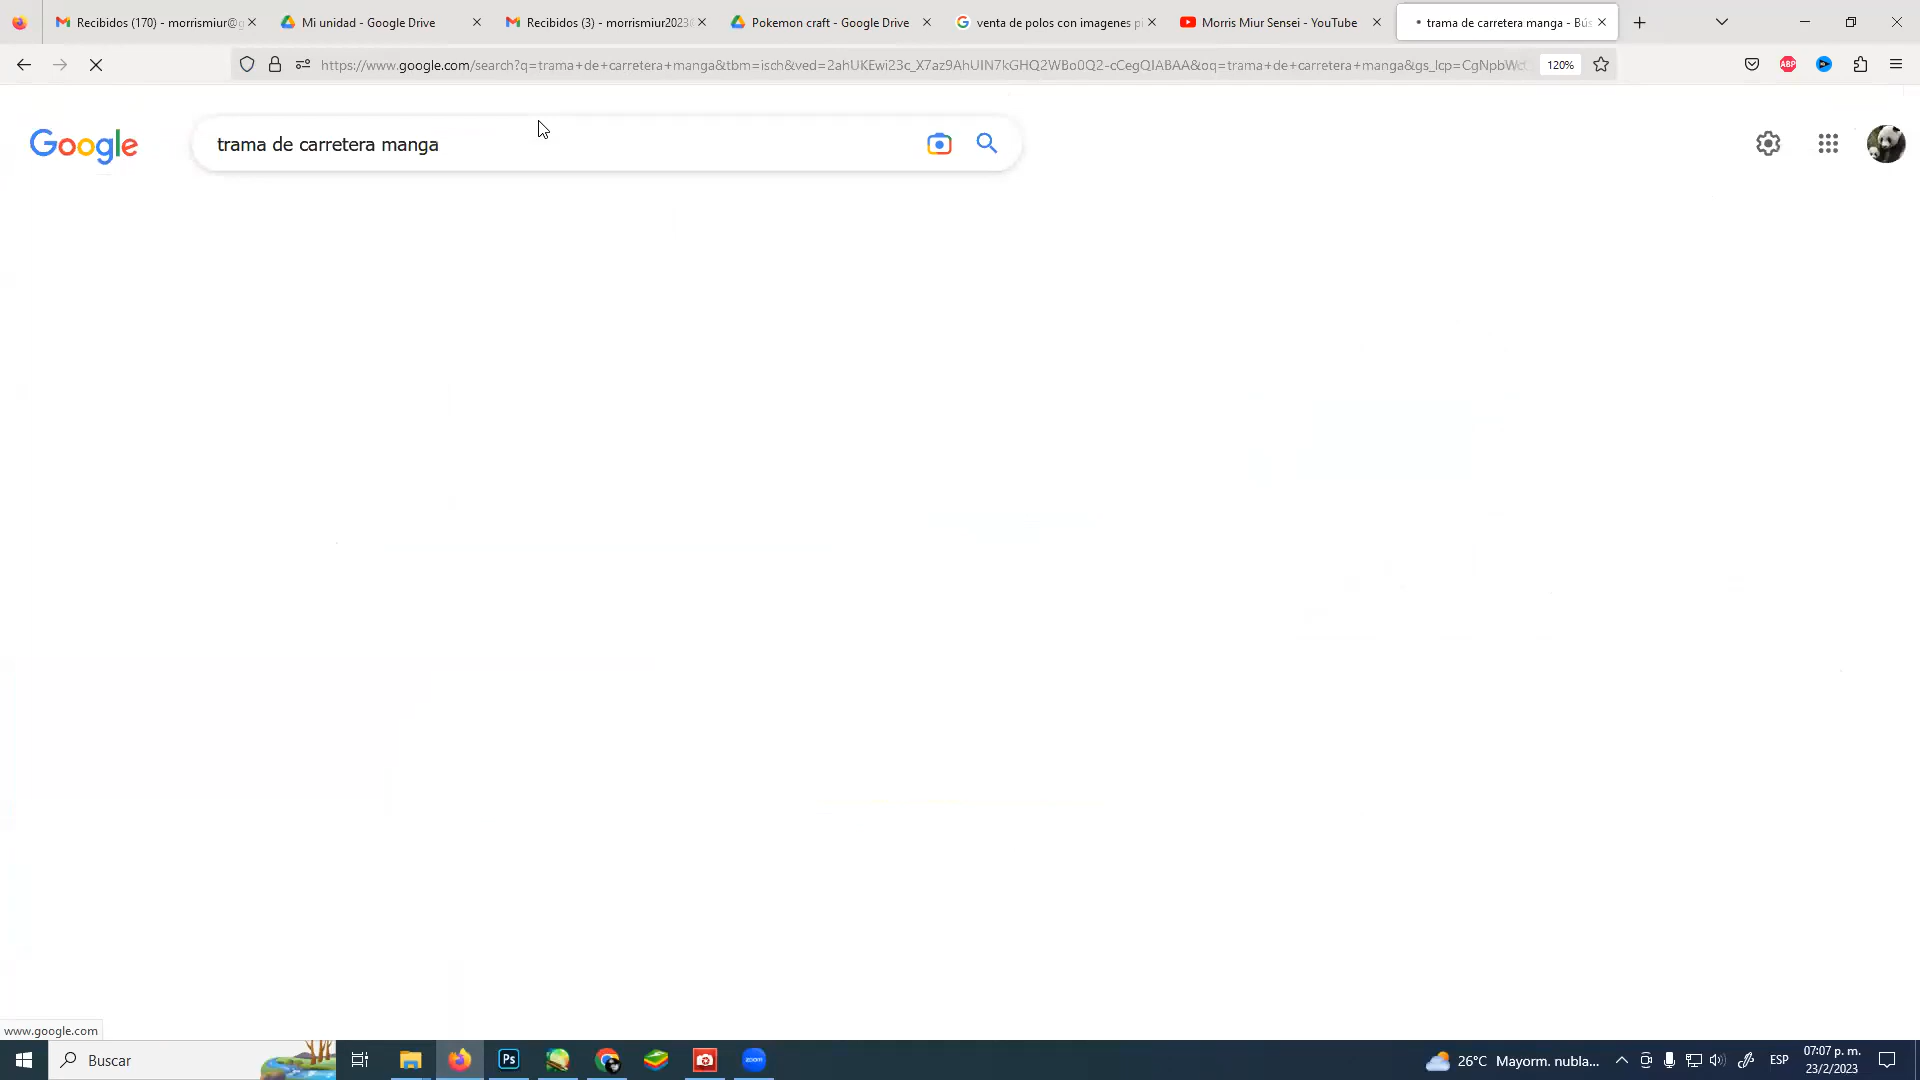 Recibidos (170) - morrismiur@g
Mi unidad - Google Drive
Recibidos (3) - morrismiur2023@
Pokemon craft - Google Drive
venta de polos con imagenes p
Morris Miur Sensei - YouTube
trama de carretera manga - Bús
https://www.google.com/search?q=trama+de+carretera+manga&tbm=isch&ved=2ahUKEwi23c_X7az9AhUIN7kGHQ2WBo0Q2-cCegQIABAA&oq=trama+de+carretera+manga&gs_lcp=CgNpbWc
120%
ABP
Google
trama de carretera manga
www.google.com
Buscar
Ps
zoom
26°C Mayorm. nubla...
ESP
07:07 p. m.
23/2/2023